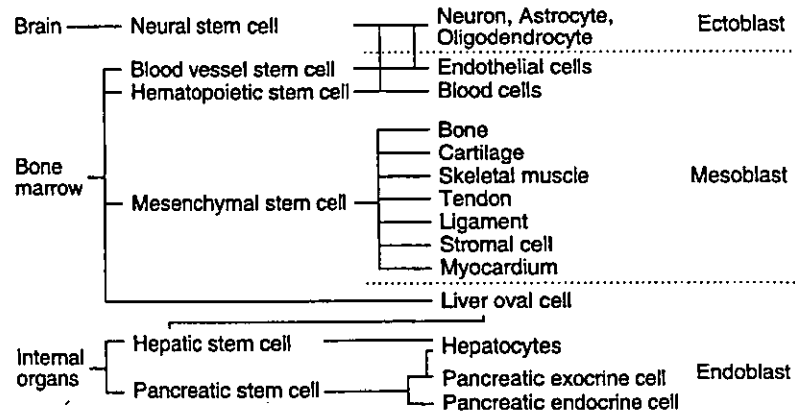 Brain
Neural stem cell
Neuron, Astrocyte,
Oligodendrocyte
Ectoblast
Blood vessel stem cell
Endothelial cells
Hematopoietic stem cell
Blood cells
Bone
marrow
Mesenchymal stem cell
Bone
Cartilage
Skeletal muscle
Tendon
Ligament
Stromal cell
Myocardium
Mesoblast
Liver oval cell
Internal
organs
Hepatic stem cell
Hepatocytes
Pancreatic stem cell
Pancreatic exocrine cell
Pancreatic endocrine cell
Endoblast